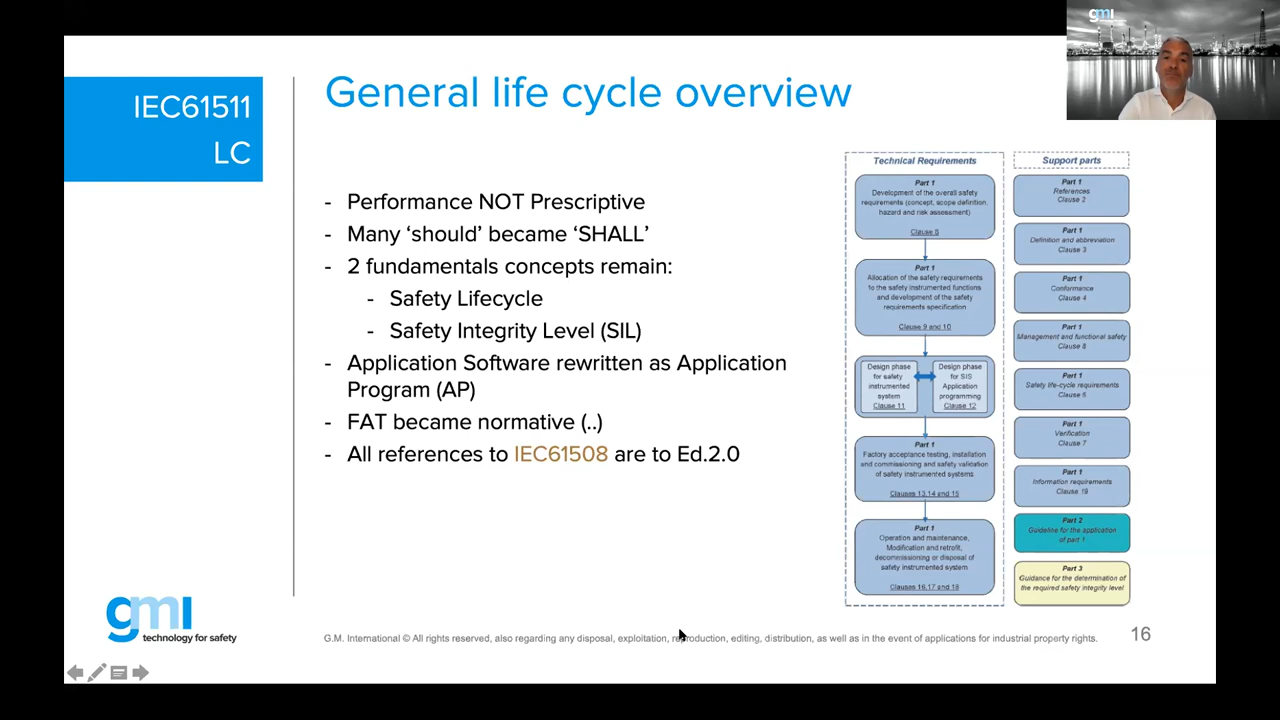 gmi
IEC61511
LC
General life cycle overview
- Performance NOT Prescriptive
- Many ‘should’ became ‘SHALL’
- 2 fundamentals concepts remain:
- Safety Lifecycle
- Safety Integrity Level (SIL)
- Application Software rewritten as Application
Program (AP)
- FAT became normative (..)
- All references to IEC61508 are to Ed.2.0
Technical Requirements
Part 1
Development of the overall safety
requirements (concept, scope definition,
hazard and risk assessment)
Clause 8
Part 1
Allocation of the safety requirements
to the safety instrumented functions
and development of the safety
requirements specification
Clause 9 and 10
Design phase
for safety
instrumented
system
Clause 11
Design phase
for SIS
Application
programming
Clause 12
Part 1
Factory acceptance testing, installation
and commissioning and safety validation
of safety instrumented systems
Clauses 13,14 and 15
Part 1
Operation and maintenance,
Modification and retrofit,
decommissioning or disposal of
safety instrumented system
Clauses 16,17 and 18
Support parts
Part 1
References
Clause 2
Part 1
Definition and abbreviation
Clause 3
Part 1
Conformance
Clause 4
Part 1
Management and functional safety
Clause 8
Part 1
Safety life-cycle requirements
Clause 6
Part 1
Verification
Clause 7
Part 1
Information requirements
Clause 19
Part 2
Guideline for the application
of part 1
Part 3
Guidance for the determination of
the required safety integrity level
gmi
technology for safety
G.M. International © All rights reserved, also regarding any disposal, exploitation, reproduction, editing, distribution, as well as in the event of applications for industrial property rights.
16